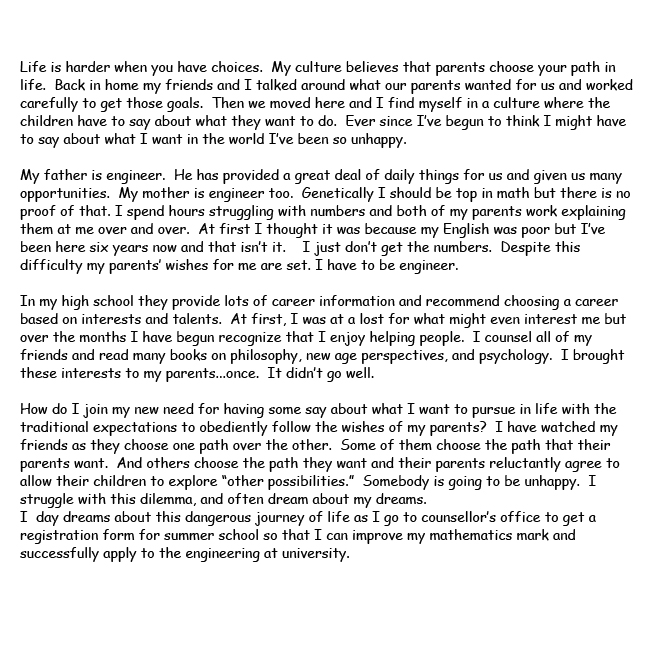 Life is harder when you have choices.  My culture believes that parents choose your path in
life.  Back in home my friends and I talked around what our parents wanted for us and worked
carefully to get those goals.  Then we moved here and I find myself in a culture where the
children have to say about what they want to do.  Ever since I've begun to think I might have
to say about what I want in the world I've been so unhappy.

My father is engineer.  He has provided a great deal of daily things for us and given us many
opportunities.  My mother is engineer too.  Genetically I should be top in math but there is no
proof of that. I spend hours struggling with numbers and both of my parents work explaining
them at me over and over.  At first I thought it was because my English was poor but I've
been here six years now and that isn't it.    I just don't get the numbers.  Despite this
difficulty my parents' wishes for me are set. I have to be engineer.

In my high school they provide lots of career information and recommend choosing a career
based on interests and talents.  At first, I was at a lost for what might even interest me but
over the months I have begun recognize that I enjoy helping people.  I counsel all of my
friends and read many books on philosophy, new age perspectives, and psychology.  I brought
these interests to my parents...once.  It didn't go well.

How do I join my new need for having some say about what I want to pursue in life with the
traditional expectations to obediently follow the wishes of my parents?  I have watched my
friends as they choose one path over the other.  Some of them choose the path that their
parents want.  And others choose the path they want and their parents reluctantly agree to
allow their children to explore "other possibilities."  Somebody is going to be unhappy.  I
struggle with this dilemma, and often dream about my dreams.
I  day dreams about this dangerous journey of life as I go to counsellor's office to get a
registration form for summer school so that I can improve my mathematics mark and
successfully apply to the engineering at university.